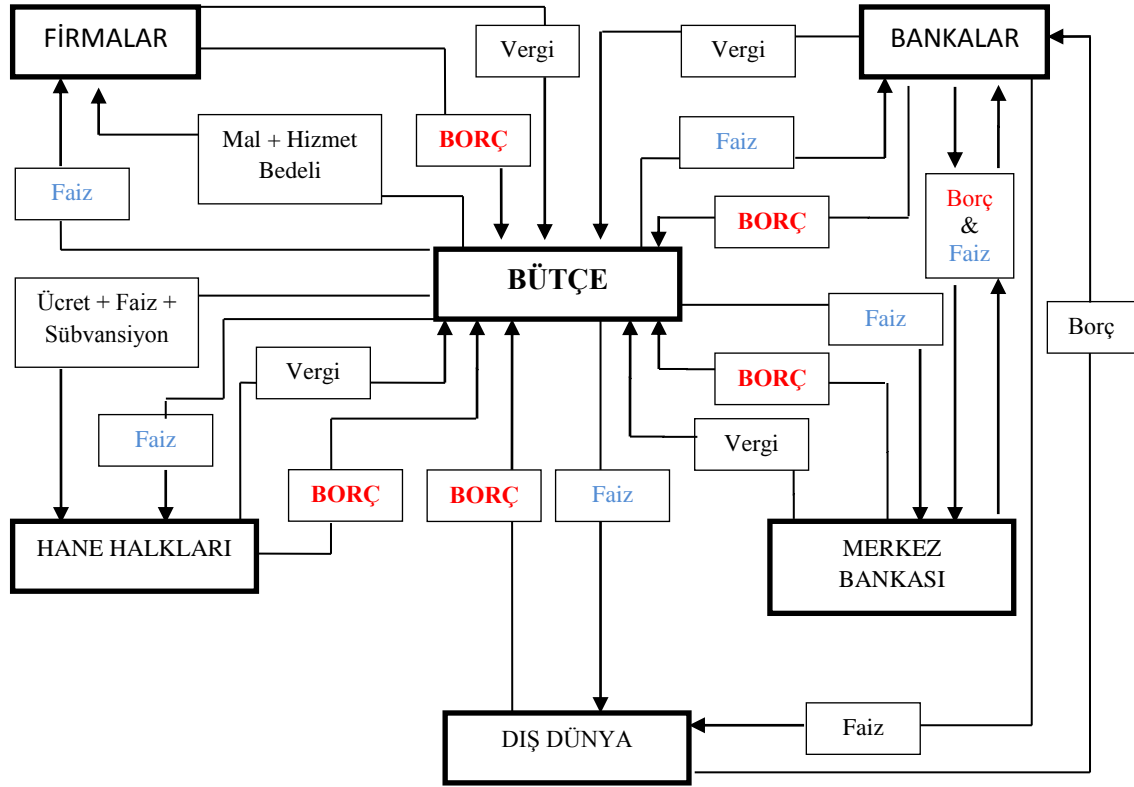 FİRMALAR
Vergi
Vergi
BANKALAR
Mal + Hizmet
Bedeli
BORÇ
Faiz
Faiz
BORÇ
Borç
&
Faiz
BÜTÇE
Ücret + Faiz +
Sübvansiyon
Faiz
Borç
Vergi
BORÇ
Faiz
Vergi
BORÇ
BORÇ
Faiz
HANE HALKLARI
MERKEZ
BANKASI
DIŞ DÜNYA
Faiz